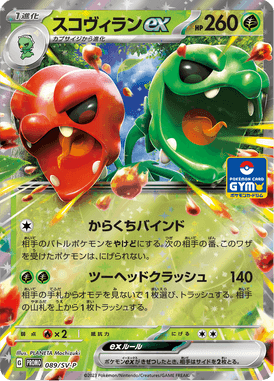 1進化
スコヴィランex
HP260
カプサイジから進化
POKÉMON CARD
GYM
ポケモンカードジム
からくちバインド
相手のバトルポケモンをやけどにする。次の相手の番、このワザを受けたポケモンは、にげられない。
ツーヘッドクラッシュ 140
相手の手札からオモテを見ないで1枚選び、トラッシュする。相手の山札を上から1枚トラッシュする。
弱点 ×2 抵抗力 にげる
Illus. PLANETA Mochizuki
PROMO 089/SV-P
exルール
ポケモンexがきぜつしたとき、相手はサイドを2枚とる。
©2023 Pokémon/Nintendo/Creatures/GAME FREAK